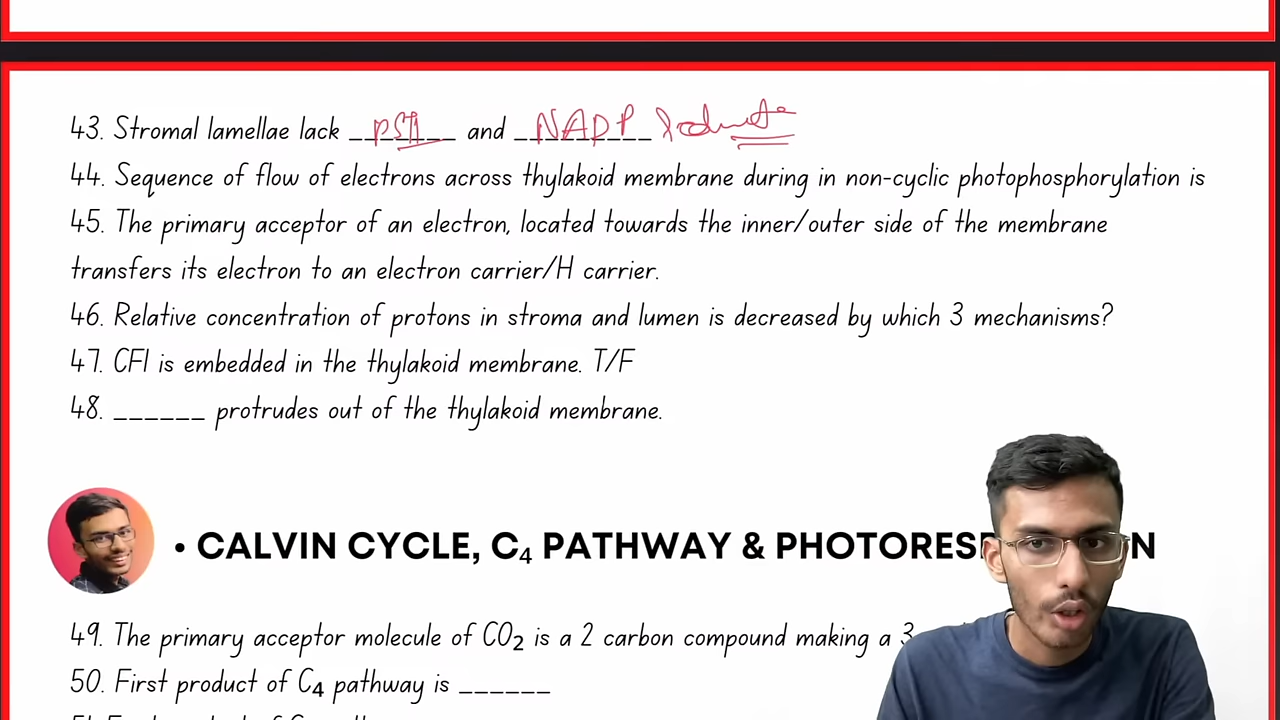 43. Stromal lamellae lack __PSII__ and __NADP__
44. Sequence of flow of electrons across thylakoid membrane during in non-cyclic photophosphorylation is
45. The primary acceptor of an electron, located towards the inner/outer side of the membrane
transfers its electron to an electron carrier/H carrier.
46. Relative concentration of protons in stroma and lumen is decreased by which 3 mechanisms?
47. CF1 is embedded in the thylakoid membrane. T/F
48. ______ protrudes out of the thylakoid membrane.
• CALVIN CYCLE, C₄ PATHWAY & PHOTORES N
49. The primary acceptor molecule of CO₂ is a 2 carbon compound making a 3
50. First product of C₄ pathway is ______